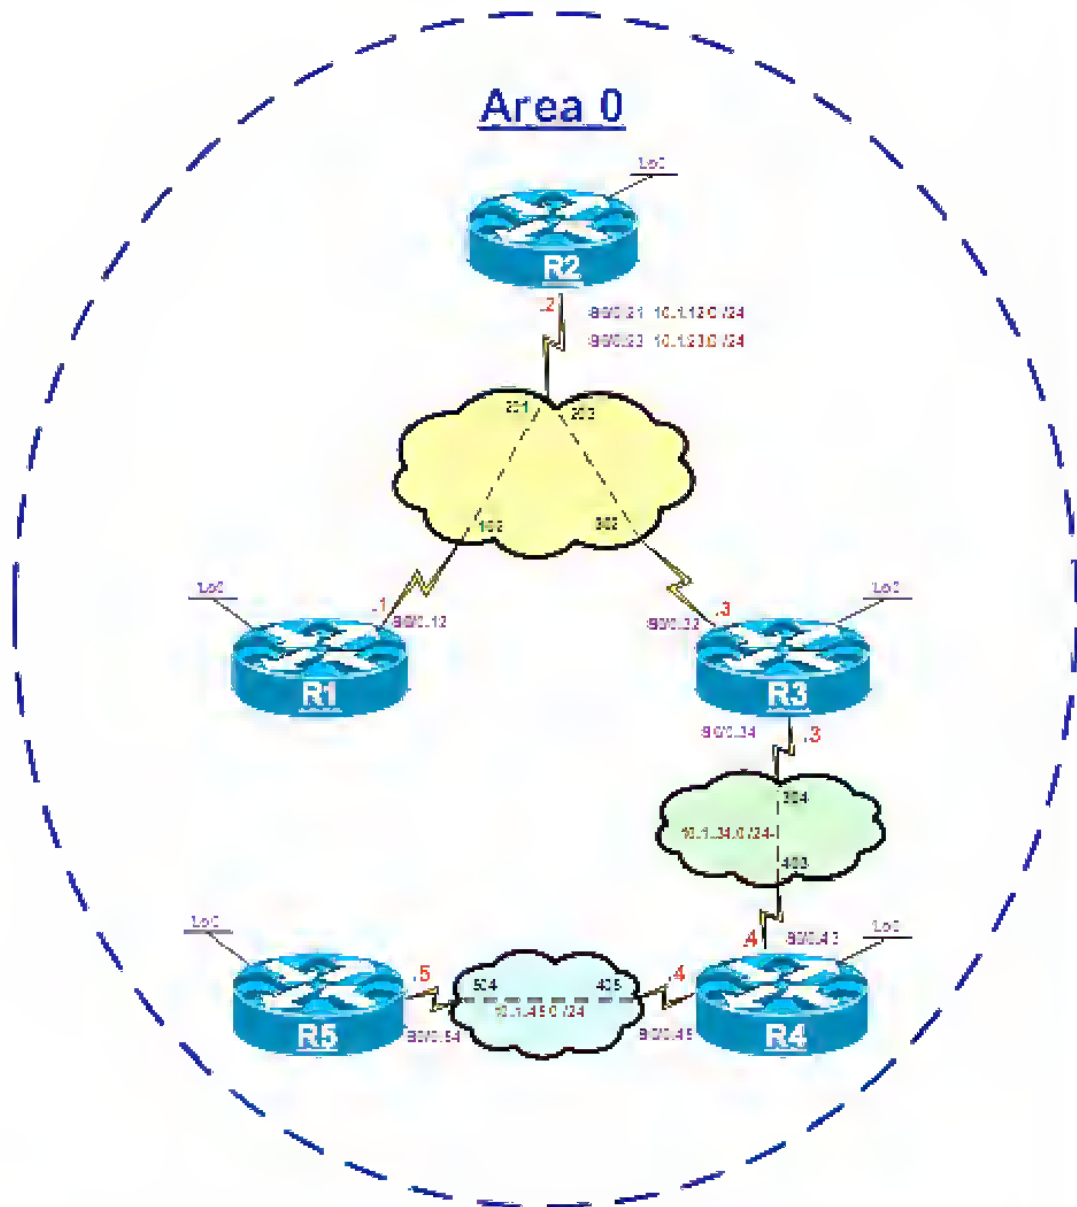 Area 0
Lo0
R2
.2
S0/0.21 10.1.12.0 /24
S0/0.23 10.1.23.0 /24
201
203
102
302
Lo0
.1
S0/0.12
R1
Lo0
.3
S0/0.32
R3
S0/0.34
.3
304
10.1.34.0 /24
403
.4
S0/0.43
Lo0
R4
Lo0
R5
.5
S0/0.54
504
405
10.1.45.0 /24
.4
S0/0.45